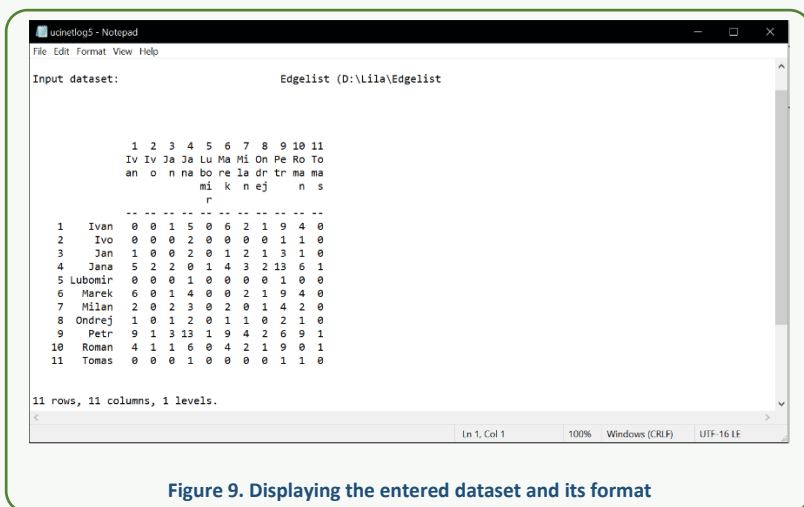 ucinetlog5 - Notepad
File Edit Format View Help
Input dataset: Edgelist (D:\Lila\Edgelist
1 2 3 4 5 6 7 8 9 10 11
Iv Iv Ja Ja Lu Ma Mi On Pe Ro To
an o n na bo re la dr tr man ma
mi k n ej n s
r
-- -- -- -- -- -- -- -- -- -- --
1 Ivan 0 0 1 5 0 6 2 1 9 4 0
2 Ivo 0 0 0 2 0 0 0 0 1 1 0
3 Jan 1 0 0 2 0 1 2 1 3 1 0
4 Jana 5 2 2 0 1 4 3 2 13 6 1
5 Lubomir 0 0 0 1 0 0 0 0 1 0 0
6 Marek 6 0 1 4 0 0 2 1 9 4 0
7 Milan 2 0 2 3 0 2 0 1 4 2 0
8 Ondrej 1 0 1 2 0 1 1 0 2 1 0
9 Petr 9 1 3 13 1 9 4 2 6 9 1
10 Roman 4 1 1 6 0 4 2 1 9 0 1
11 Tomas 0 0 0 1 0 0 0 0 1 1 0
11 rows, 11 columns, 1 levels.
Ln 1, Col 1 100% Windows (CRLF) UTF-16 LE
Figure 9. Displaying the entered dataset and its format